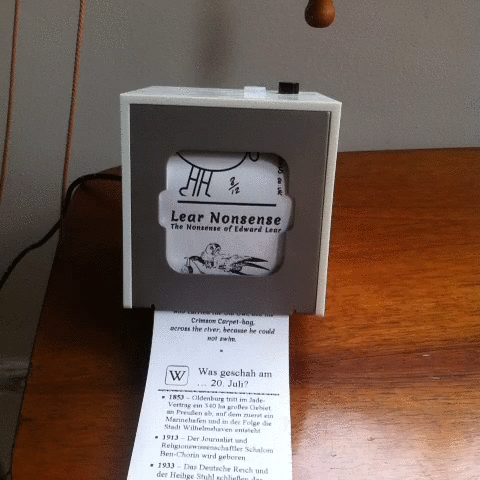 Lear Nonsense
The Nonsense of Edward Lear
Crimson Carpet-bag,
across the river, because he could
not swim.
W
Was geschah am
... 20. Juli?
1853 – Oldenburg tritt im Jade-
Vertrag ein 340 ha großes Gebiet
an Preußen ab, auf dem zuerst ein
Marinehafen und in der Folge die
Stadt Wilhelmshaven entsteht
1913 – Der Journalist und
Religionswissenschaftler Schalom
Ben-Chorin wird geboren
1933 – Das Deutsche Reich und
der Heilige Stuhl schließen das